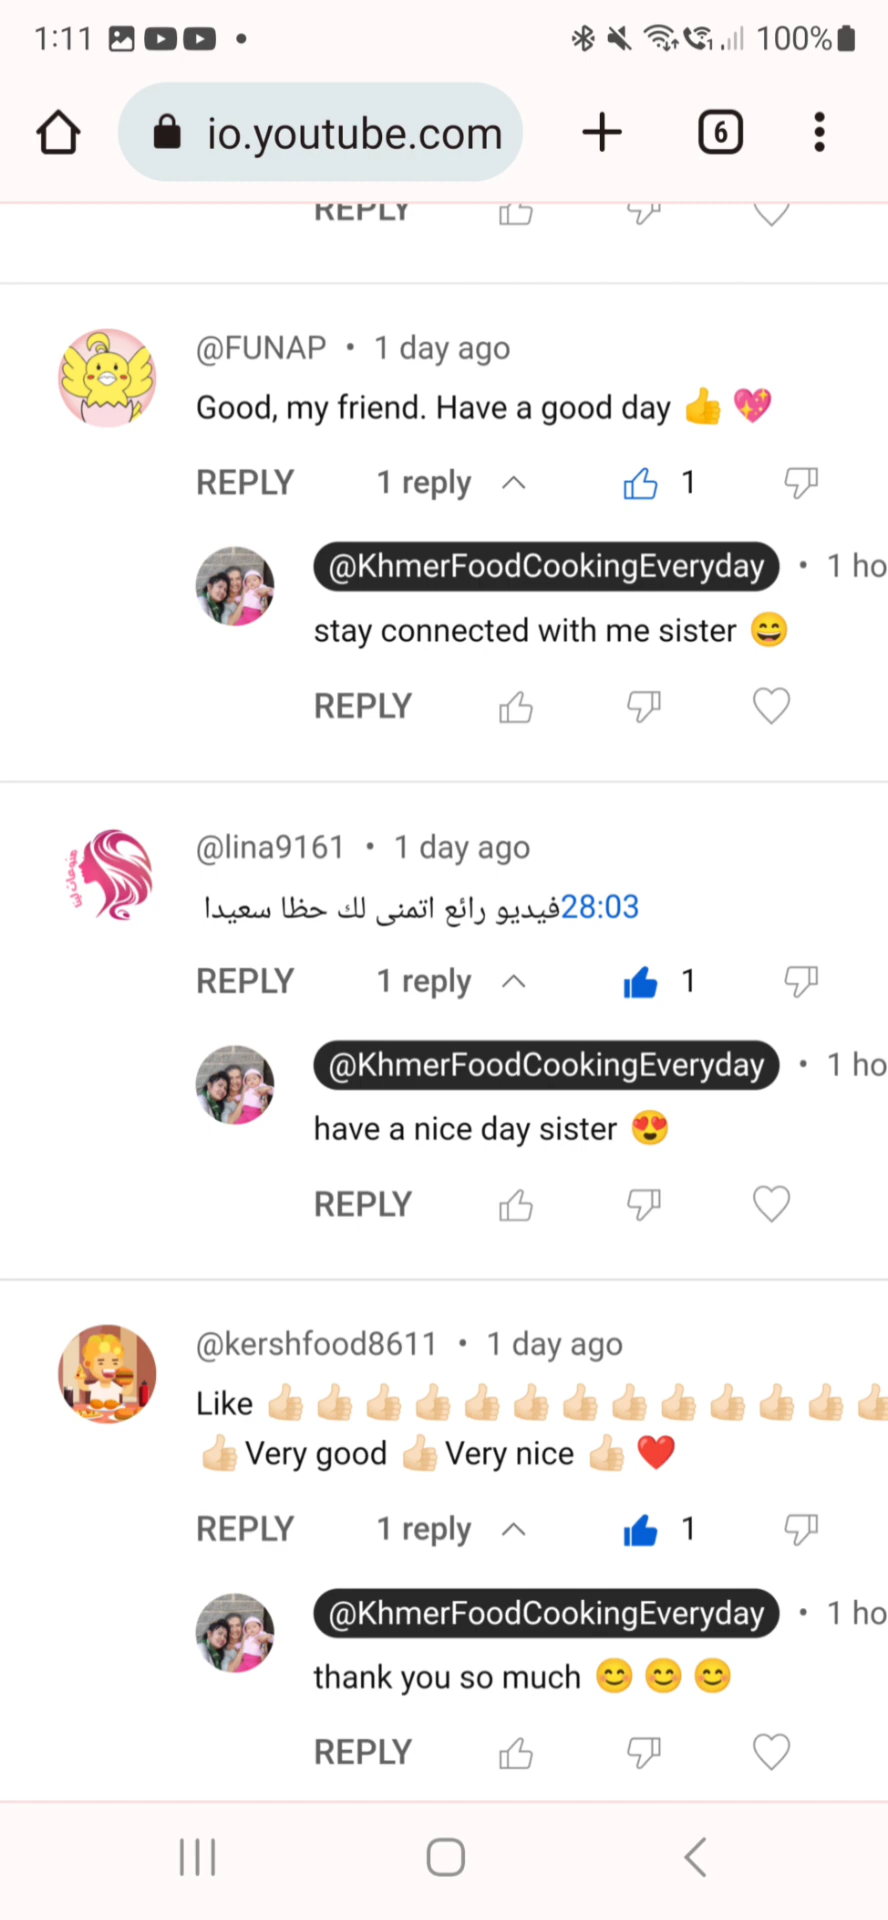 1:11 100%
io.youtube.com 6
REPLY
@FUNAP • 1 day ago
Good, my friend. Have a good day 👍 💖
REPLY 1 reply 1
@KhmerFoodCookingEveryday • 1 ho
stay connected with me sister 😄
REPLY
منوعات لينا
@lina9161 • 1 day ago
28:03فيديو رائع اتمنى لك حظا سعيدا
REPLY 1 reply 1
@KhmerFoodCookingEveryday • 1 ho
have a nice day sister 😍
REPLY
@kershfood8611 • 1 day ago
Like 👍🏻👍🏻👍🏻👍🏻👍🏻👍🏻👍🏻👍🏻👍🏻👍🏻👍🏻👍🏻👍🏻
👍🏻Very good 👍🏻Very nice 👍🏻❤️
REPLY 1 reply 1
@KhmerFoodCookingEveryday • 1 ho
thank you so much 😊 😊 😊
REPLY